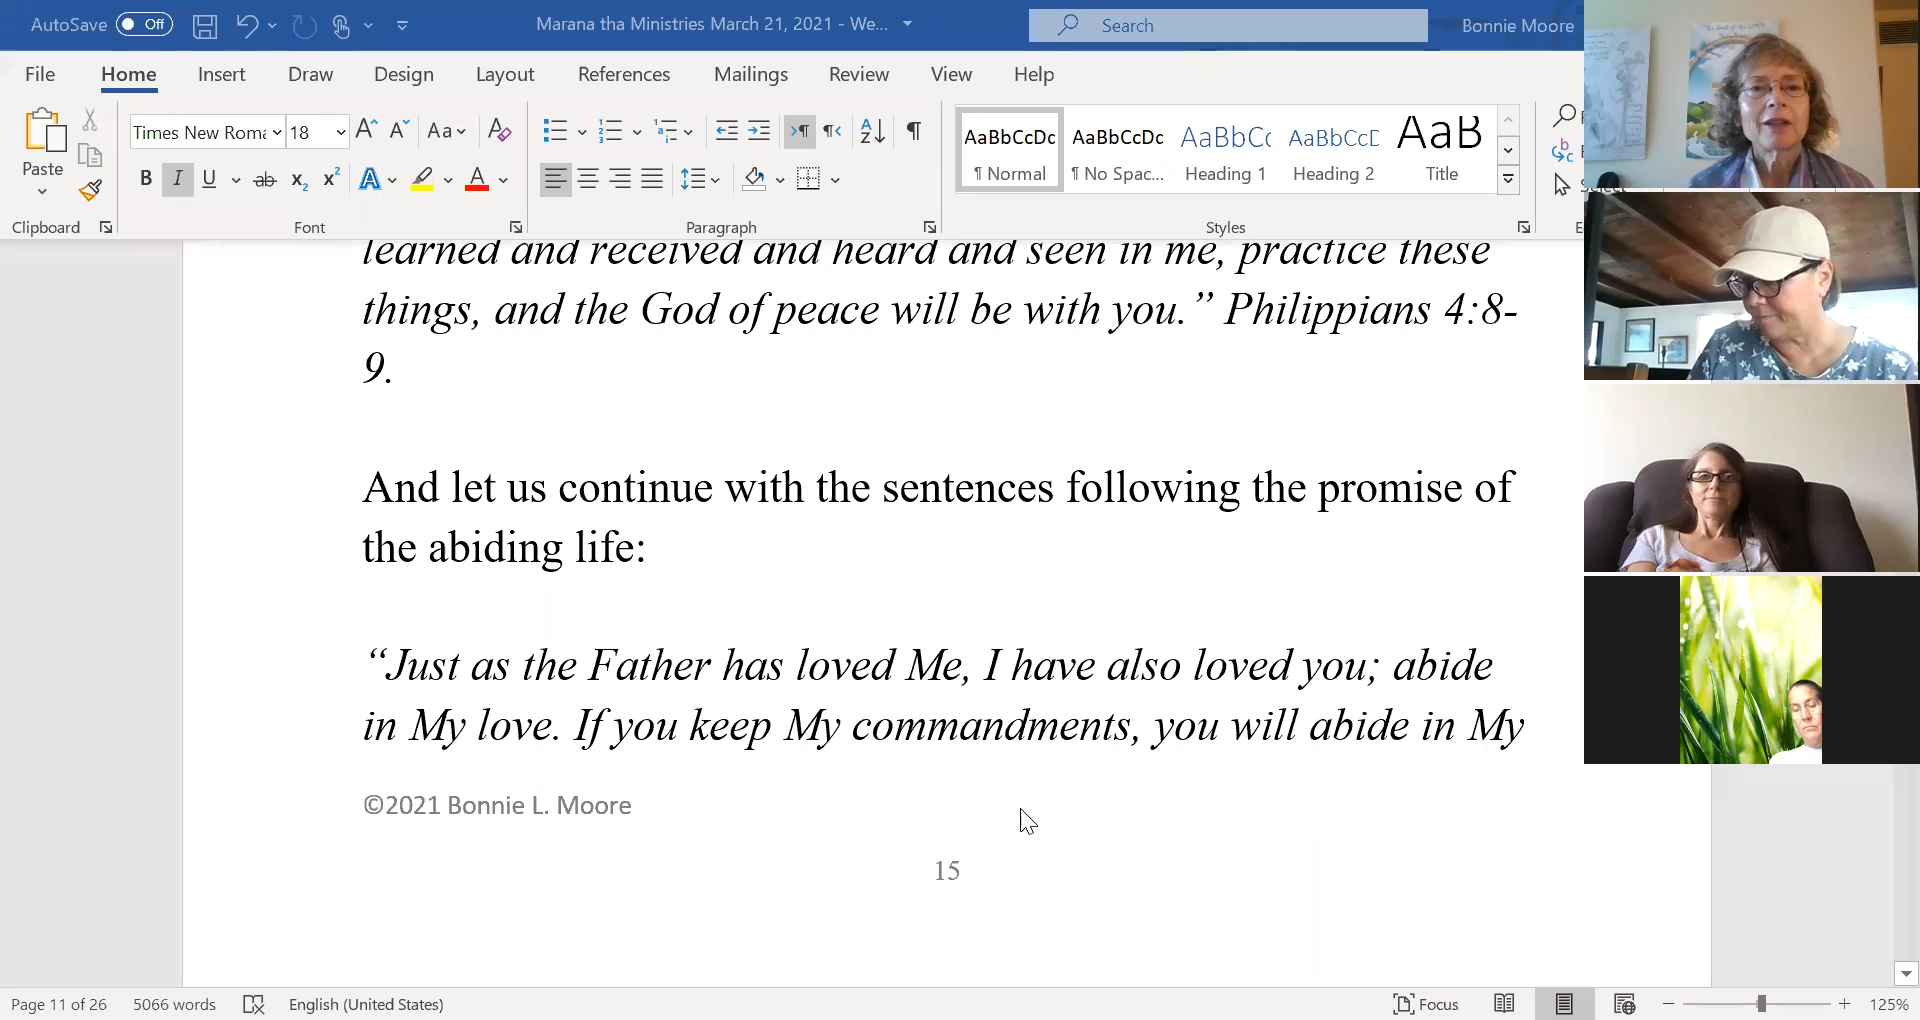 AutoSave Off Marana tha Ministries March 21, 2021 - We... Search Bonnie Moore
File Home Insert Draw Design Layout References Mailings Review View Help
Times New Roma 18 Aa
Paste B I U ab x2 x2 A A
AaBbCcDc AaBbCcDc AaBbCc AaBbCcD AaB
¶ Normal ¶ No Spac... Heading 1 Heading 2 Title
Select
Clipboard Font Paragraph Styles
learned and received and heard and seen in me, practice these
things, and the God of peace will be with you.” Philippians 4:8-
9.
And let us continue with the sentences following the promise of
the abiding life:
“Just as the Father has loved Me, I have also loved you; abide
in My love. If you keep My commandments, you will abide in My
©2021 Bonnie L. Moore
15
Page 11 of 26 5066 words English (United States) Focus 125%